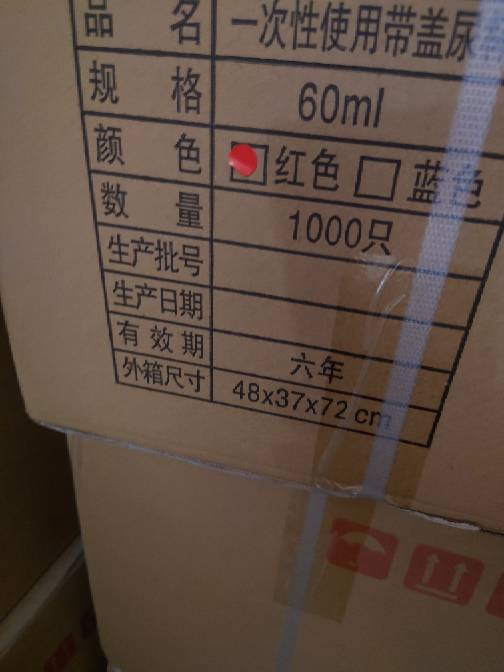 品 名 一次性使用带盖尿
规 格 60ml
颜 色 红色 蓝色
数 量 1000只
生产批号
生产日期
有效期 六年
外箱尺寸 48x37x72 cm